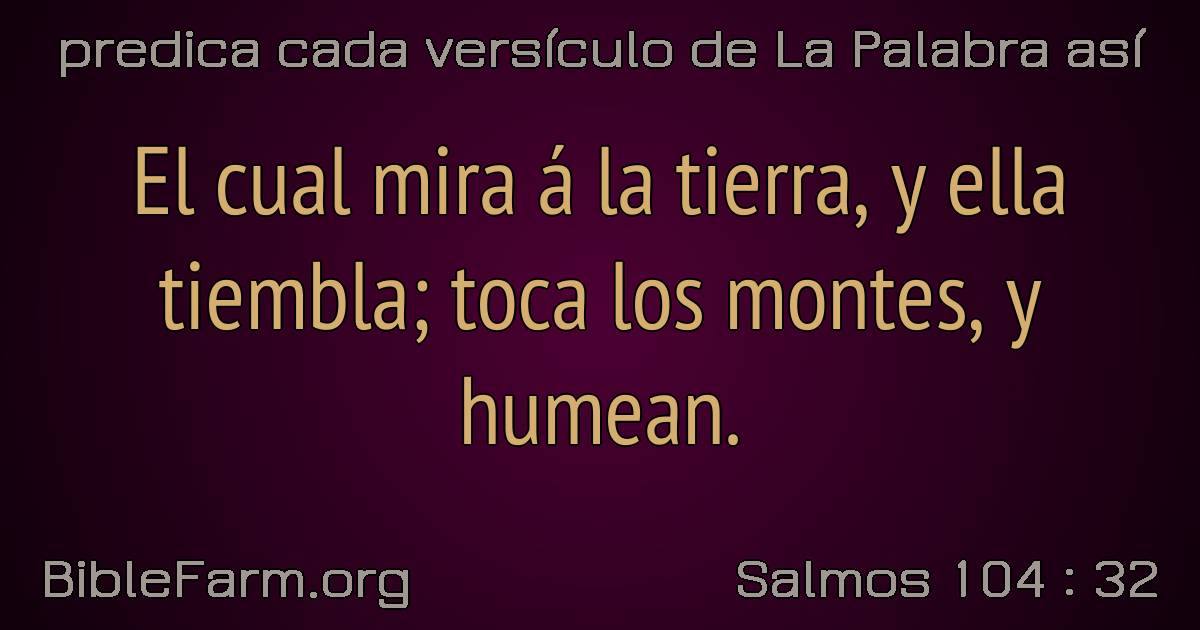 predica cada versículo de La Palabra así
El cual mira á la tierra, y ella
tiembla; toca los montes, y
humean.
BibleFarm.org
Salmos 104 : 32